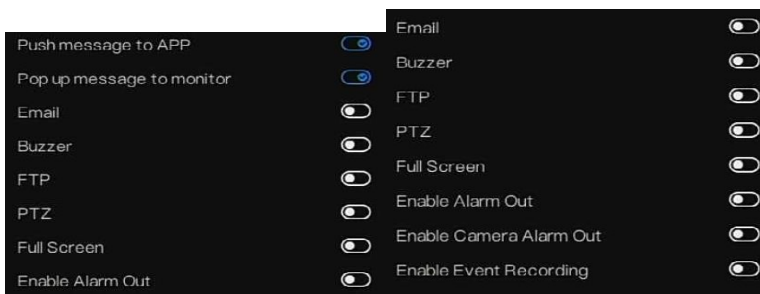 Push message to APP
Pop up message to monitor
Email
Buzzer
FTP
PTZ
Full Screen
Enable Alarm Out
Email
Buzzer
FTP
PTZ
Full Screen
Enable Alarm Out
Enable Camera Alarm Out
Enable Event Recording